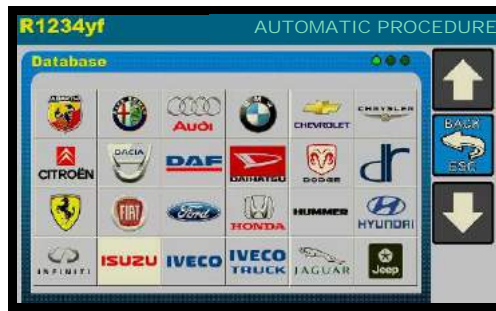 R1234yf AUTOMATIC PROCEDURE
Database
Audi CHEVROLET CHRYSLER
CITROËN DACIA DAF DAIHATSU DODGE dr
FIAT Ford HONDA HUMMER HYUNDAI
INFINITI ISUZU IVECO IVECO TRUCK JAGUAR Jeep
BACK
ESC